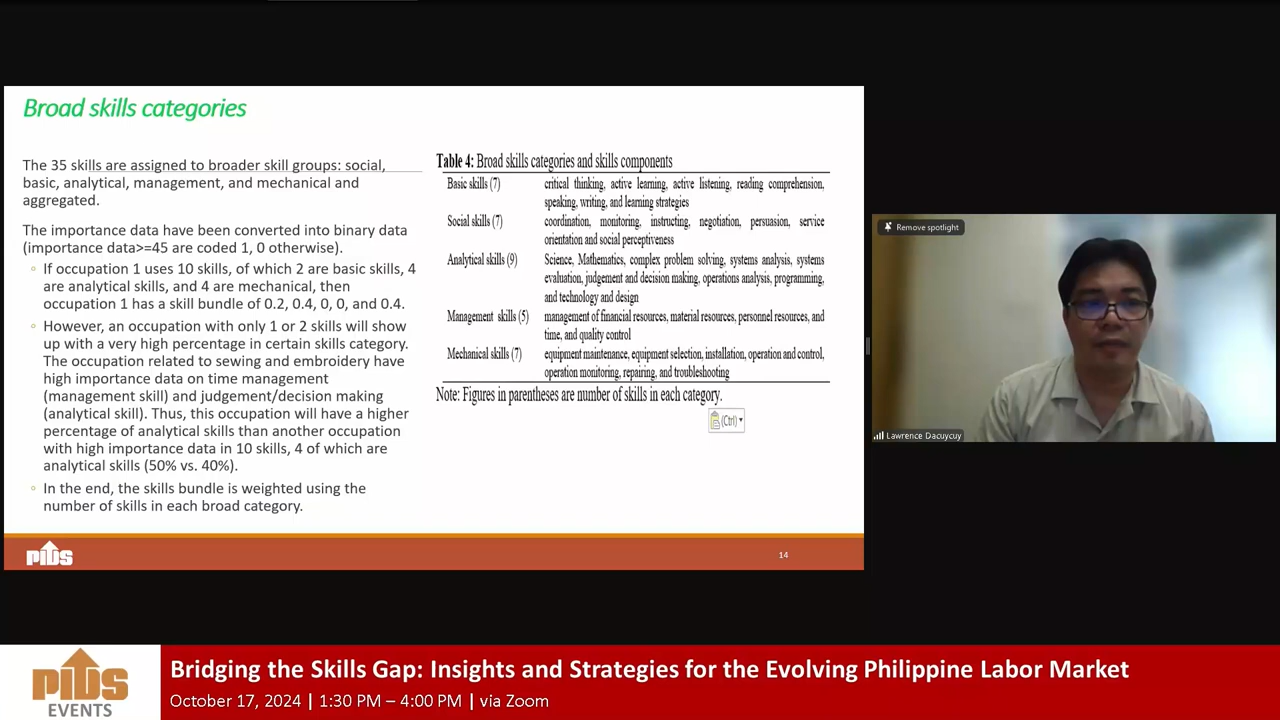 Broad skills categories
The 35 skills are assigned to broader skill groups: social,
basic, analytical, management, and mechanical and
aggregated.
The importance data have been converted into binary data
(importance data>=45 are coded 1, 0 otherwise).
If occupation 1 uses 10 skills, of which 2 are basic skills, 4
are analytical skills, and 4 are mechanical, then
occupation 1 has a skill bundle of 0.2, 0.4, 0, 0, and 0.4.
However, an occupation with only 1 or 2 skills will show
up with a very high percentage in certain skills category.
The occupation related to sewing and embroidery have
high importance data on time management
(management skill) and judgement/decision making
(analytical skill). Thus, this occupation will have a higher
percentage of analytical skills than another occupation
with high importance data in 10 skills, 4 of which are
analytical skills (50% vs. 40%).
In the end, the skills bundle is weighted using the
number of skills in each broad category.
Table 4: Broad skills categories and skills components
Basic skills (7) critical thinking, active learning, active listening, reading comprehension,
speaking, writing, and learning strategies
Social skills (7) coordination, monitoring, instructing, negotiation, persuasion, service
orientation and social perceptiveness
Analytical skills (9) Science, Mathematics, complex problem solving, systems analysis, systems
evaluation, judgement and decision making, operations analysis, programming,
and technology and design
Management skills (5) management of financial resources, material resources, personnel resources, and
time, and quality control
Mechanical skills (7) equipment maintenance, equipment selection, installation, operation and control,
operation monitoring, repairing, and troubleshooting
Note: Figures in parentheses are number of skills in each category.
(Ctrl)
PIDS
14
Remove spotlight
Lawrence Dacuycuy
PIDS
EVENTS
Bridging the Skills Gap: Insights and Strategies for the Evolving Philippine Labor Market
October 17, 2024 | 1:30 PM – 4:00 PM | via Zoom